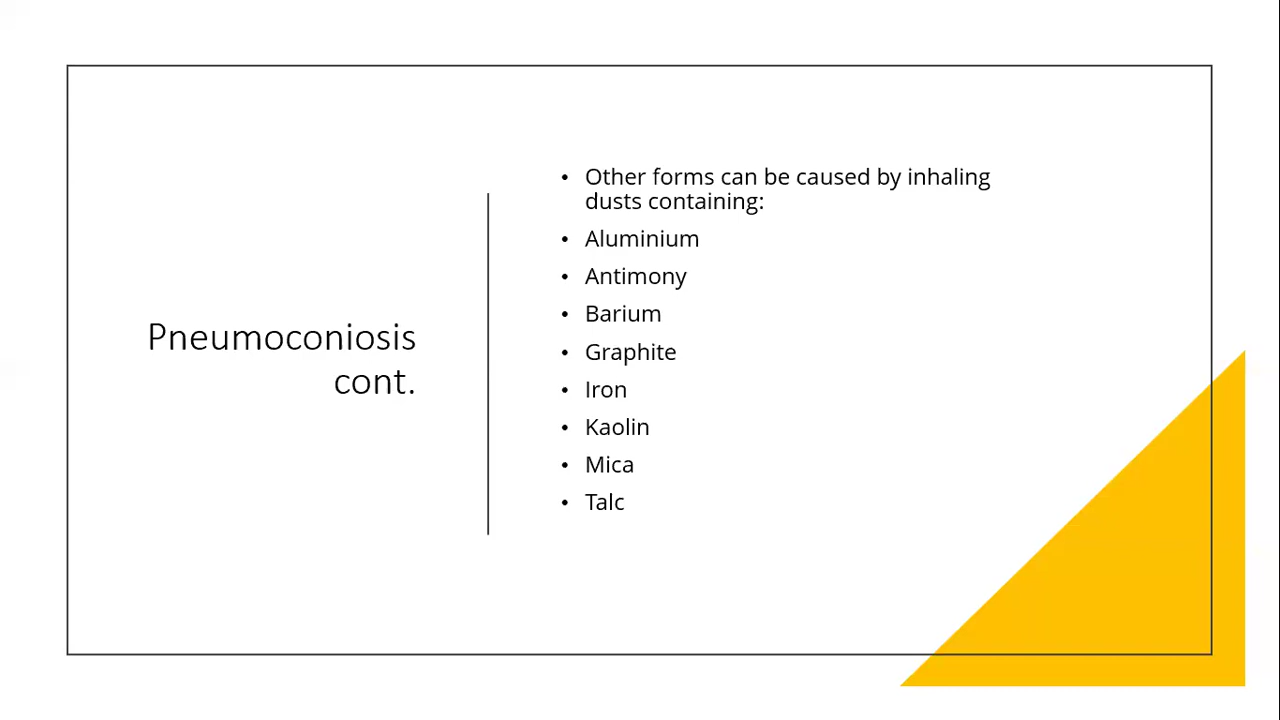 Pneumoconiosis
cont.
• Other forms can be caused by inhaling
dusts containing:
• Aluminium
• Antimony
• Barium
• Graphite
• Iron
• Kaolin
• Mica
• Talc